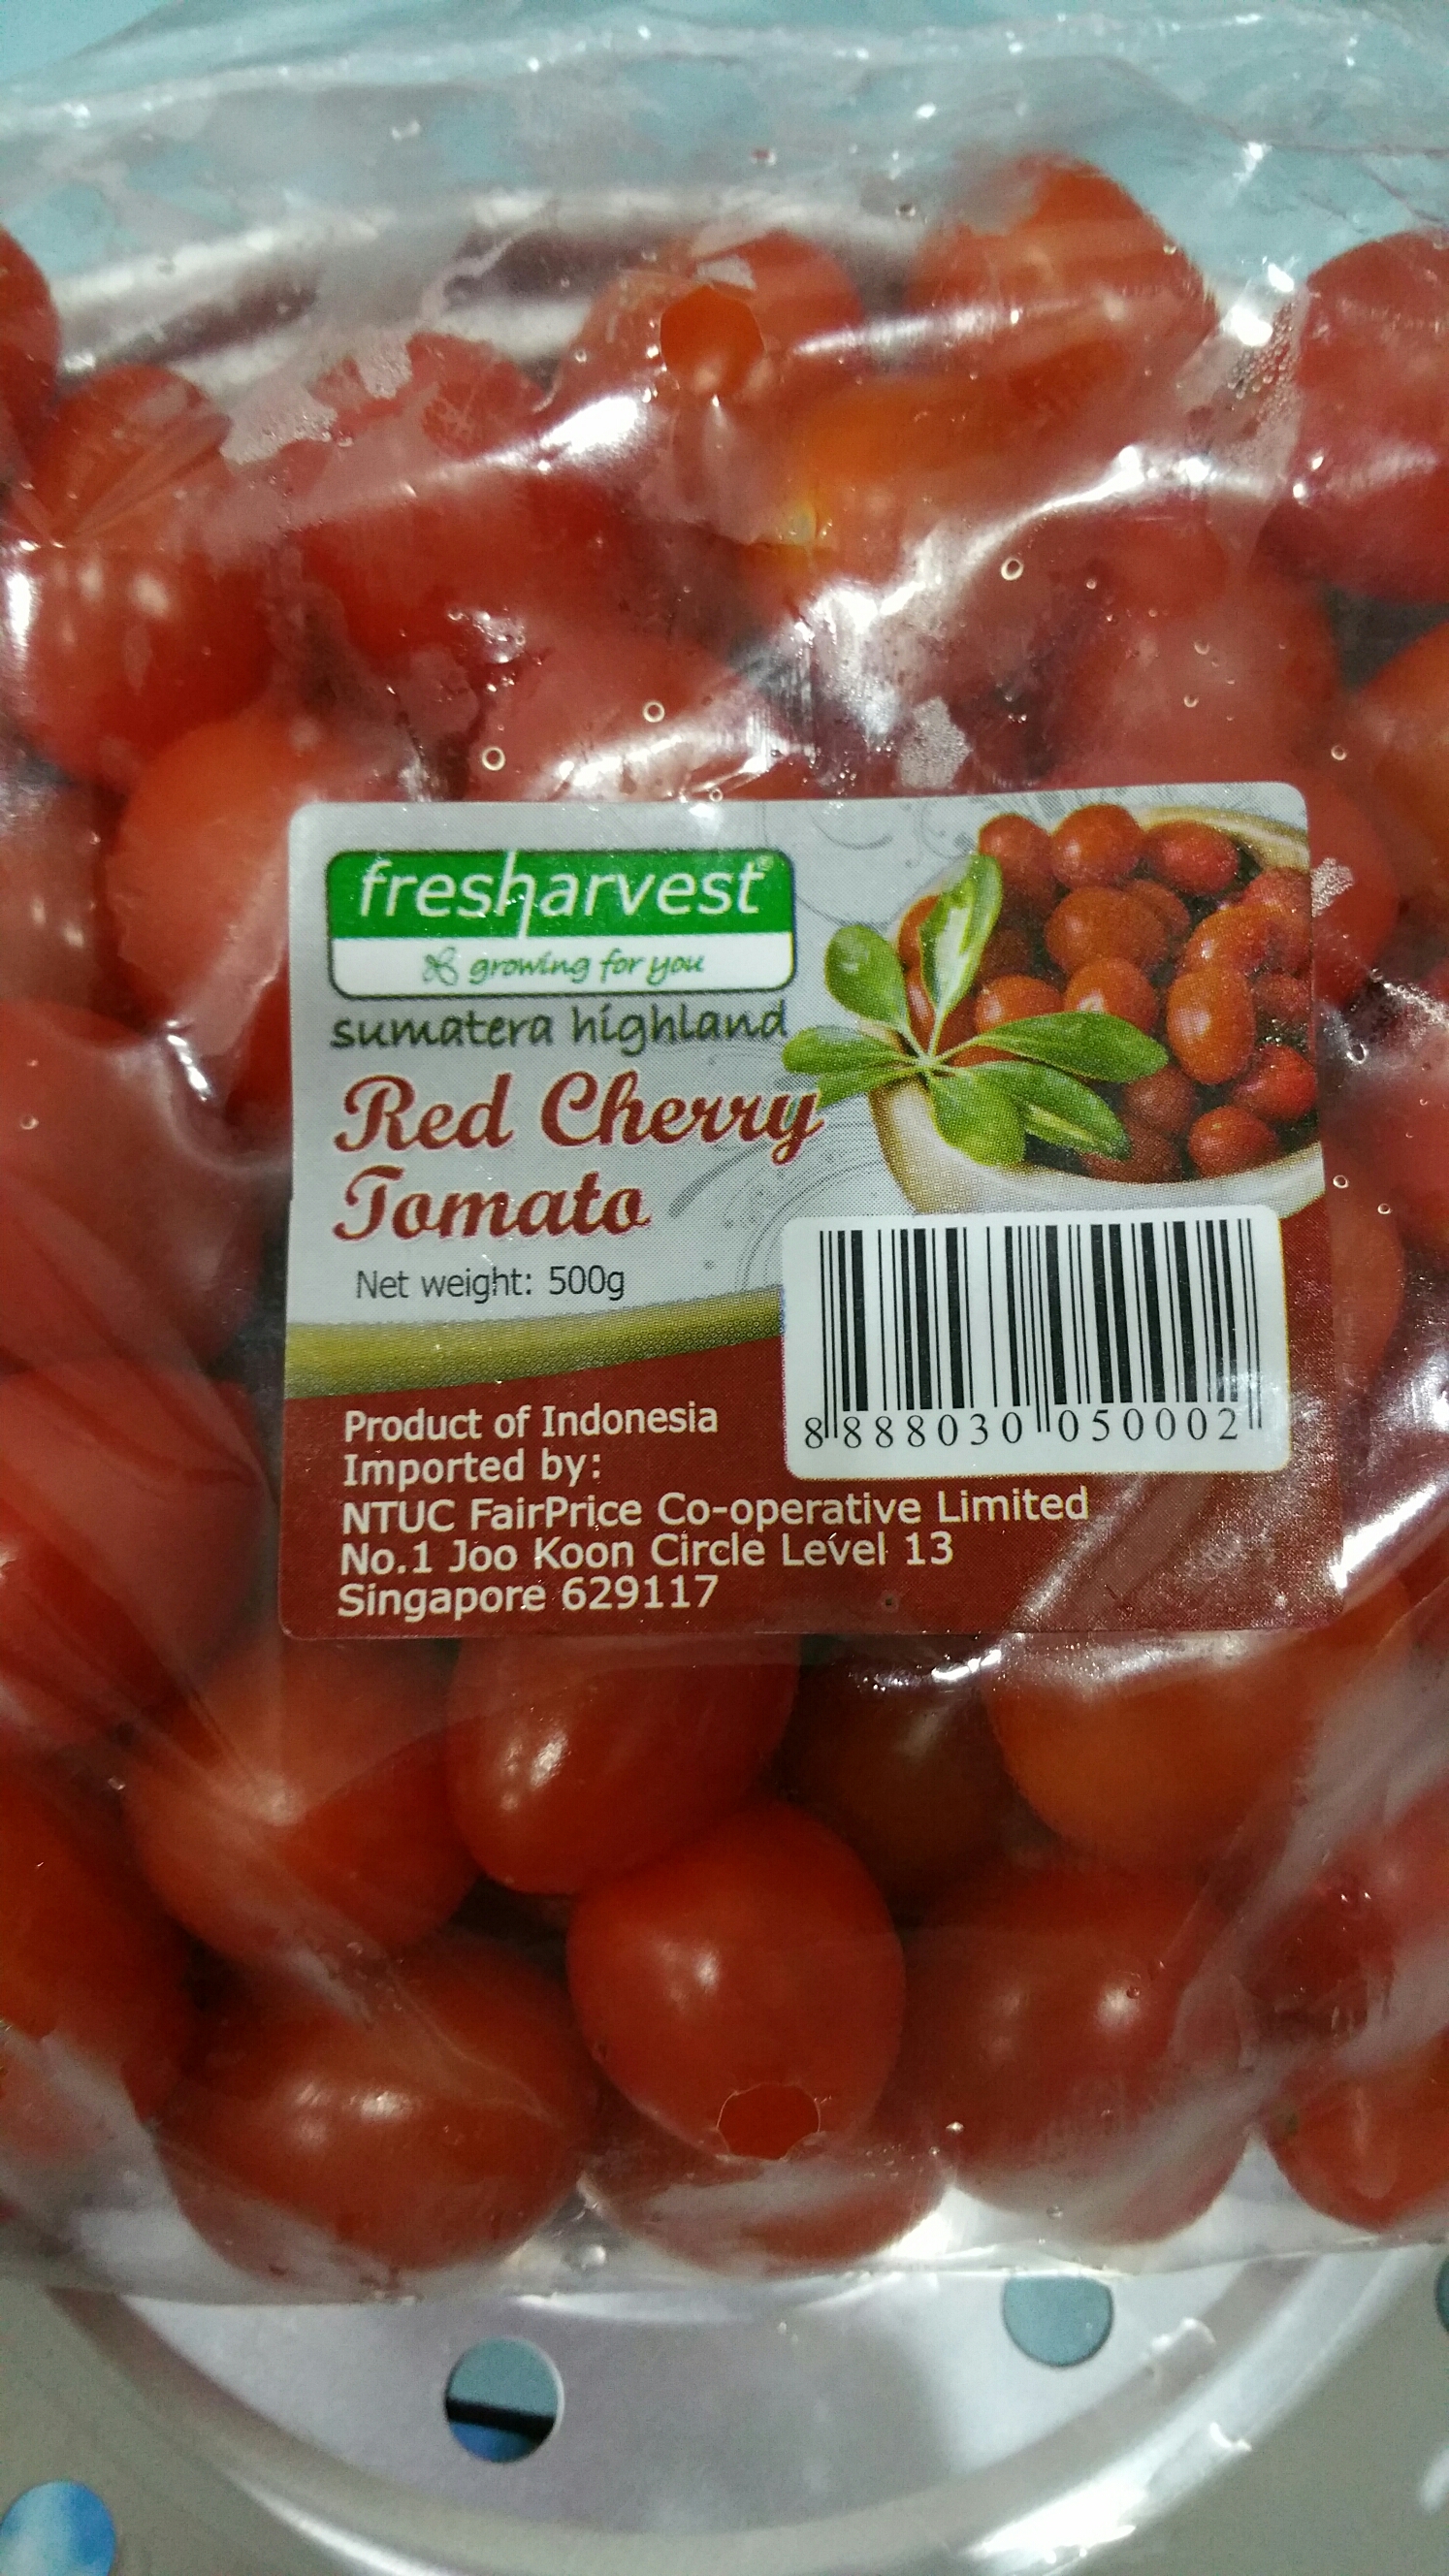 fresharvest®
growing for you
sumatera highland
Red Cherry
Tomato
Net weight: 500g
8 888030 050002
Product of Indonesia
Imported by:
NTUC FairPrice Co-operative Limited
No.1 Joo Koon Circle Level 13
Singapore 629117